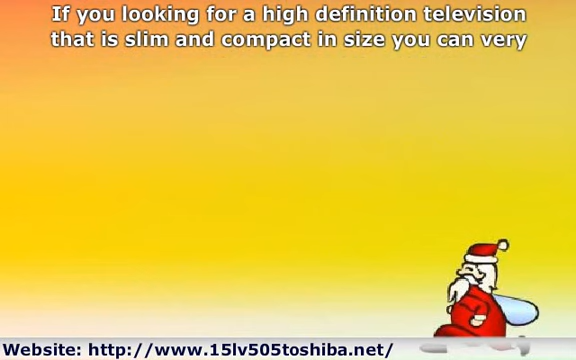 If you looking for a high definition television
that is slim and compact in size you can very
Website: http://www.15lv505toshiba.net/